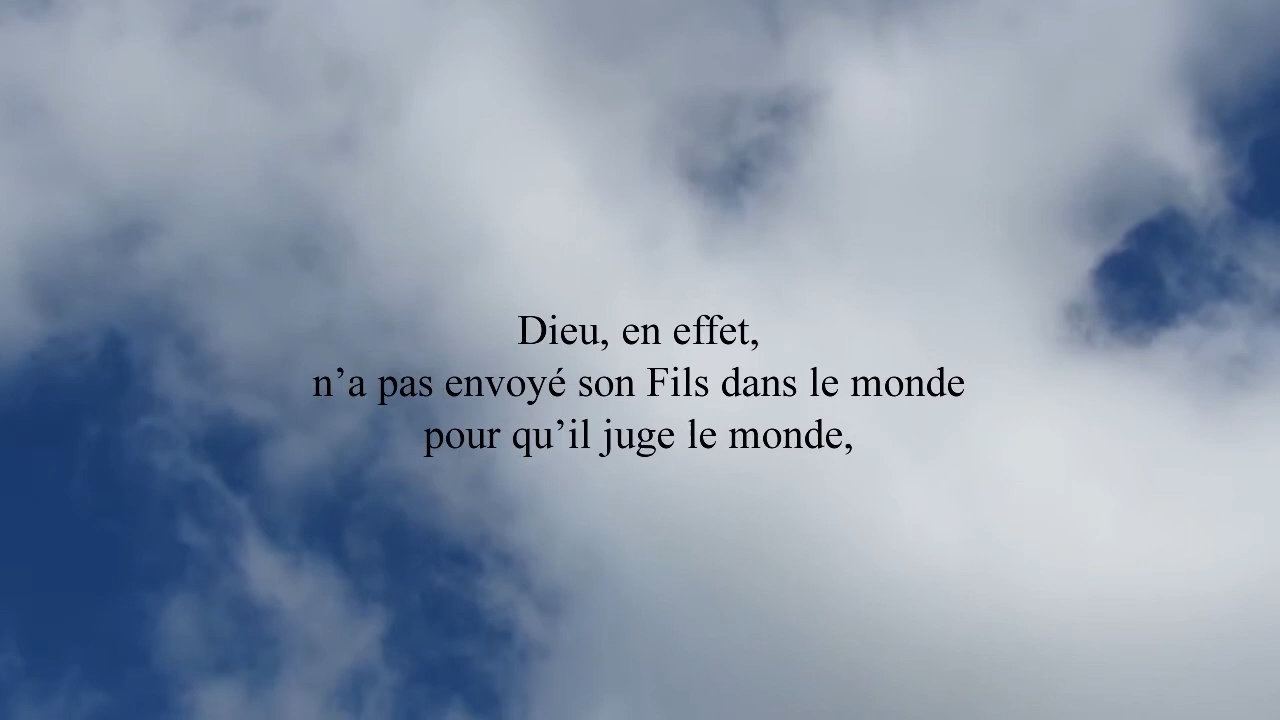 Dieu, en effet,
n’a pas envoyé son Fils dans le monde
pour qu’il juge le monde,